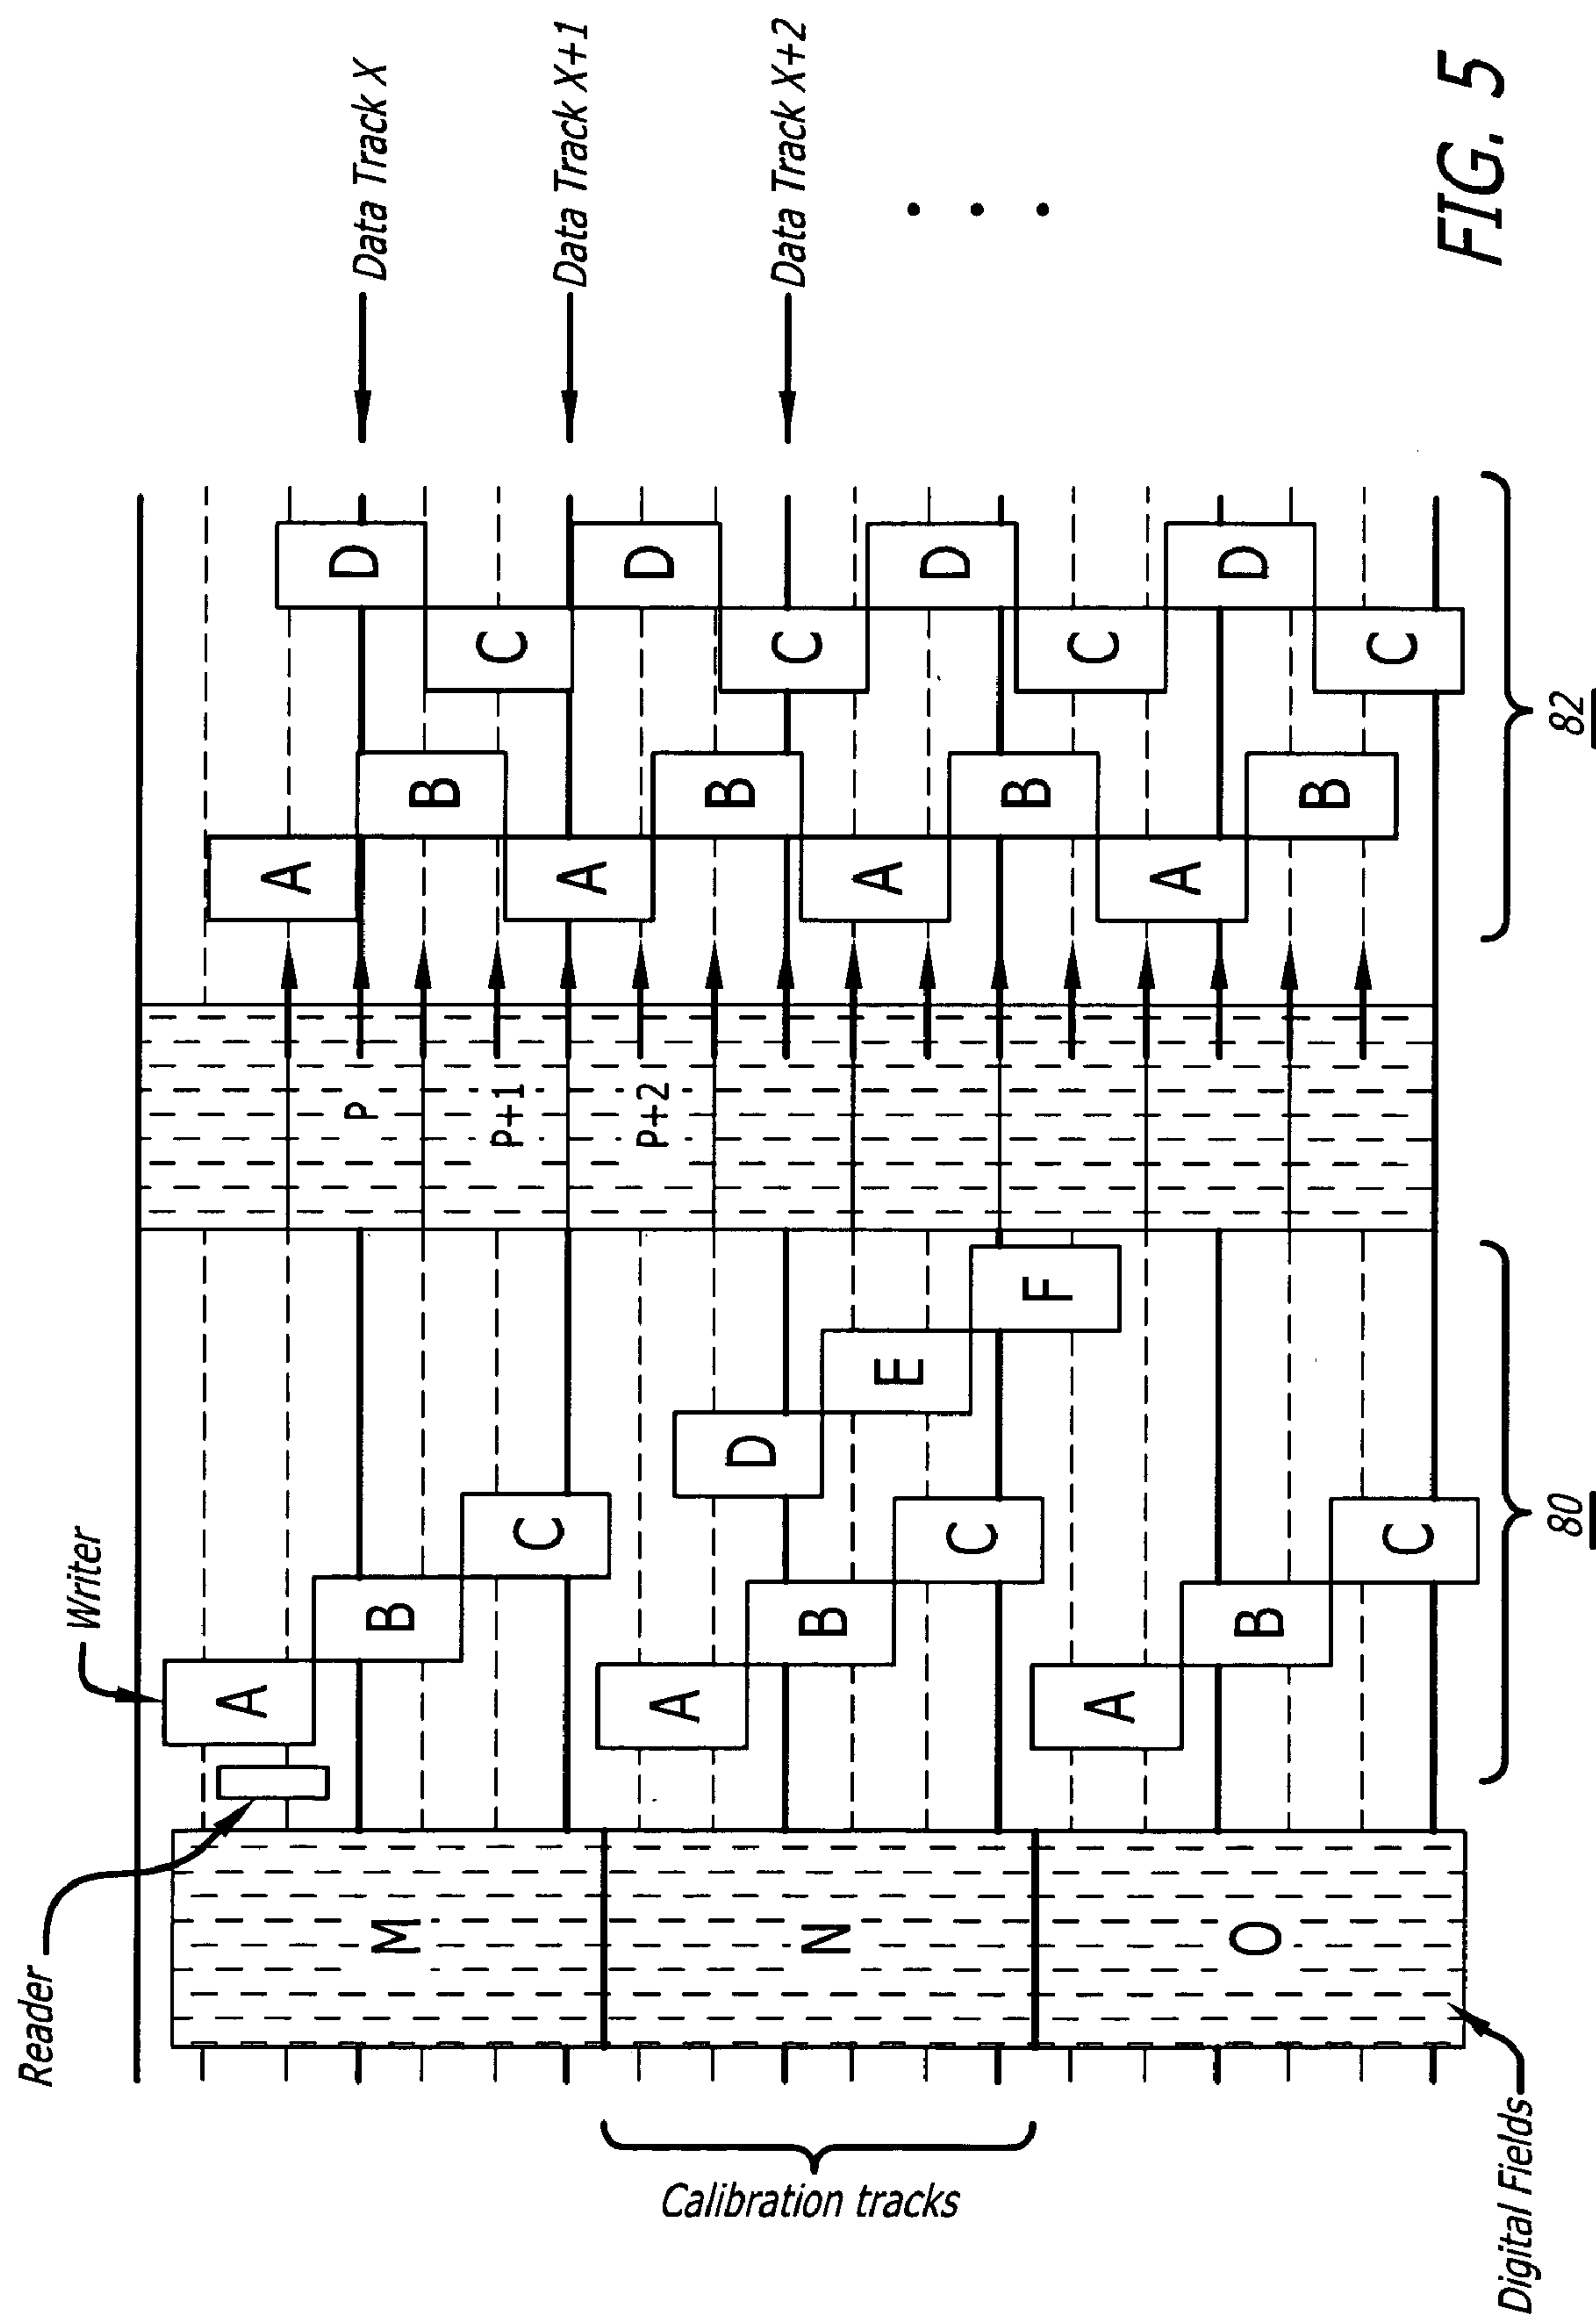 Reader
Writer
Data Track X
Data Track X+1
Data Track X+2
M
A
B
C
N
A
B
C
D
E
F
O
A
B
C
P
P+1
P+2
A
B
A
B
A
B
A
B
D
C
D
C
D
C
D
C
Calibration tracks
Digital Fields
80
82
FIG. 5